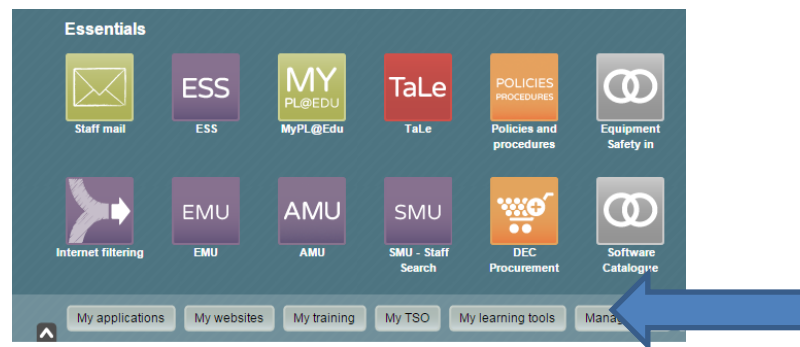 Essentials
ESS
MY
PL@EDU
TaLe
POLICIES
PROCEDURES
Staff mail
ESS
MyPL@Edu
TaLe
Policies and
procedures
Equipment
Safety in
EMU
AMU
SMU
Internet filtering
EMU
AMU
SMU - Staff
Search
DEC
Procurement
Software
Catalogue
My applications
My websites
My training
My TSO
My learning tools